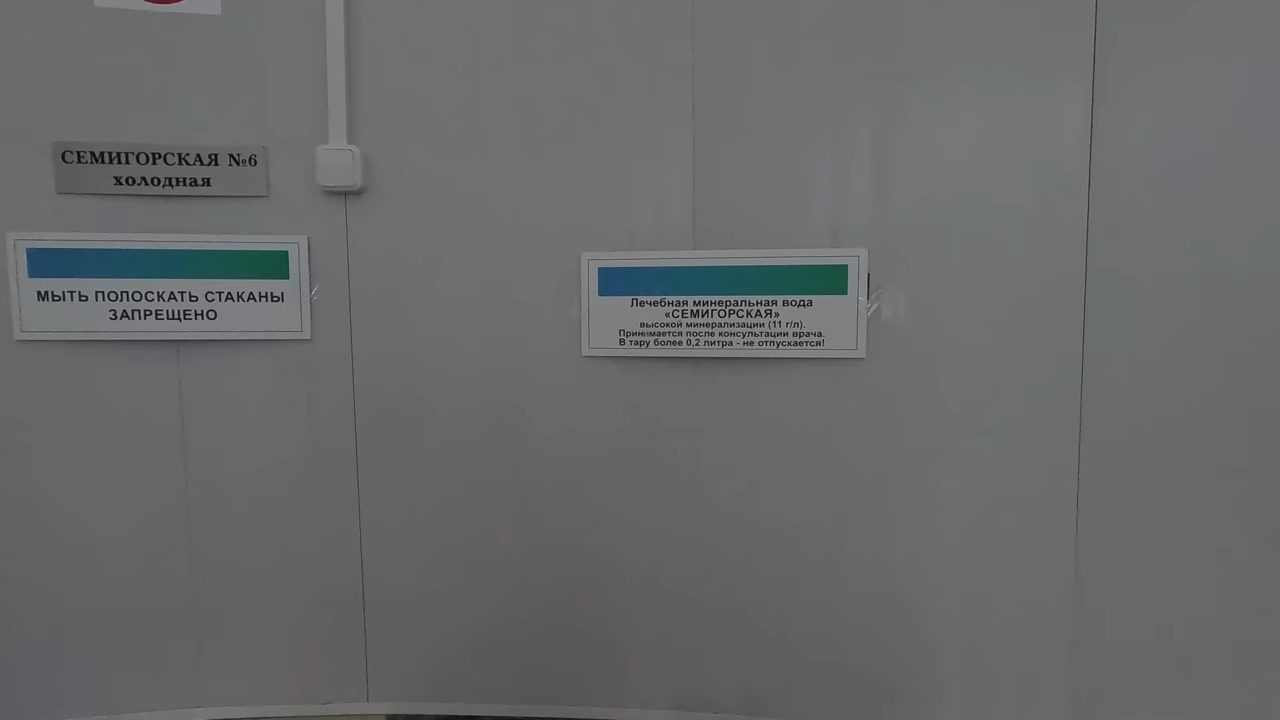 СЕМИГОРСКАЯ №6
холодная
МЫТЬ ПОЛОСКАТЬ СТАКАНЫ
ЗАПРЕЩЕНО
Лечебная минеральная вода
«СЕМИГОРСКАЯ»
высокой минерализации (11 г/л).
Принимается после консультации врача.
В тару более 0,2 литра - не отпускается!